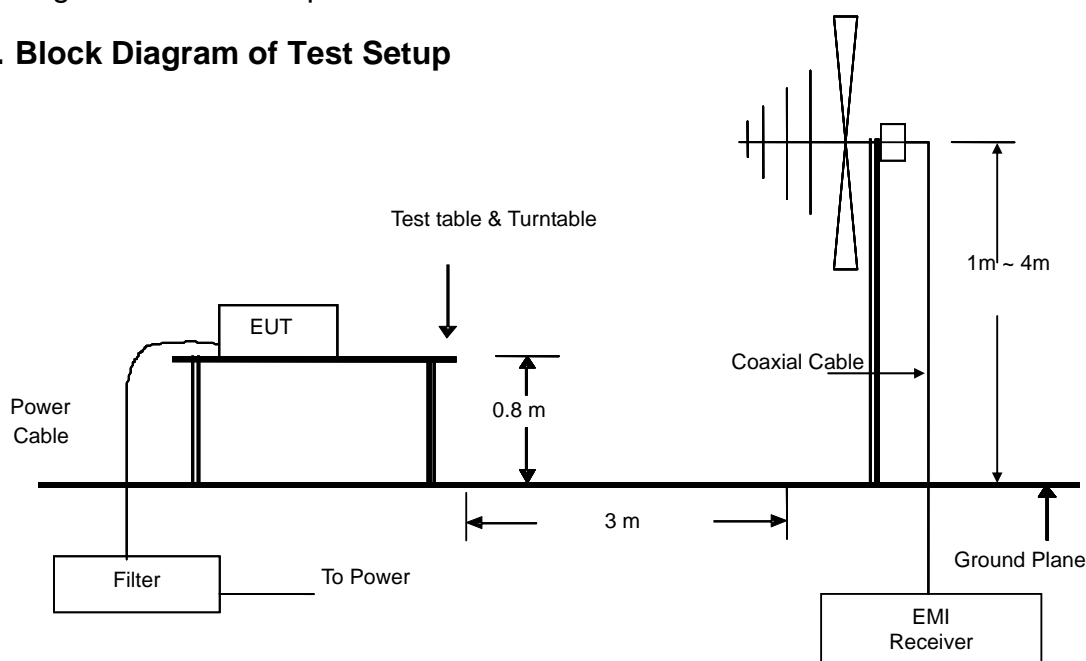 . Block Diagram of Test Setup
Test table & Turntable
1m ~ 4m
EUT
Coaxial Cable
0.8 m
Power
Cable
3 m
Ground Plane
Filter
To Power
EMI
Receiver